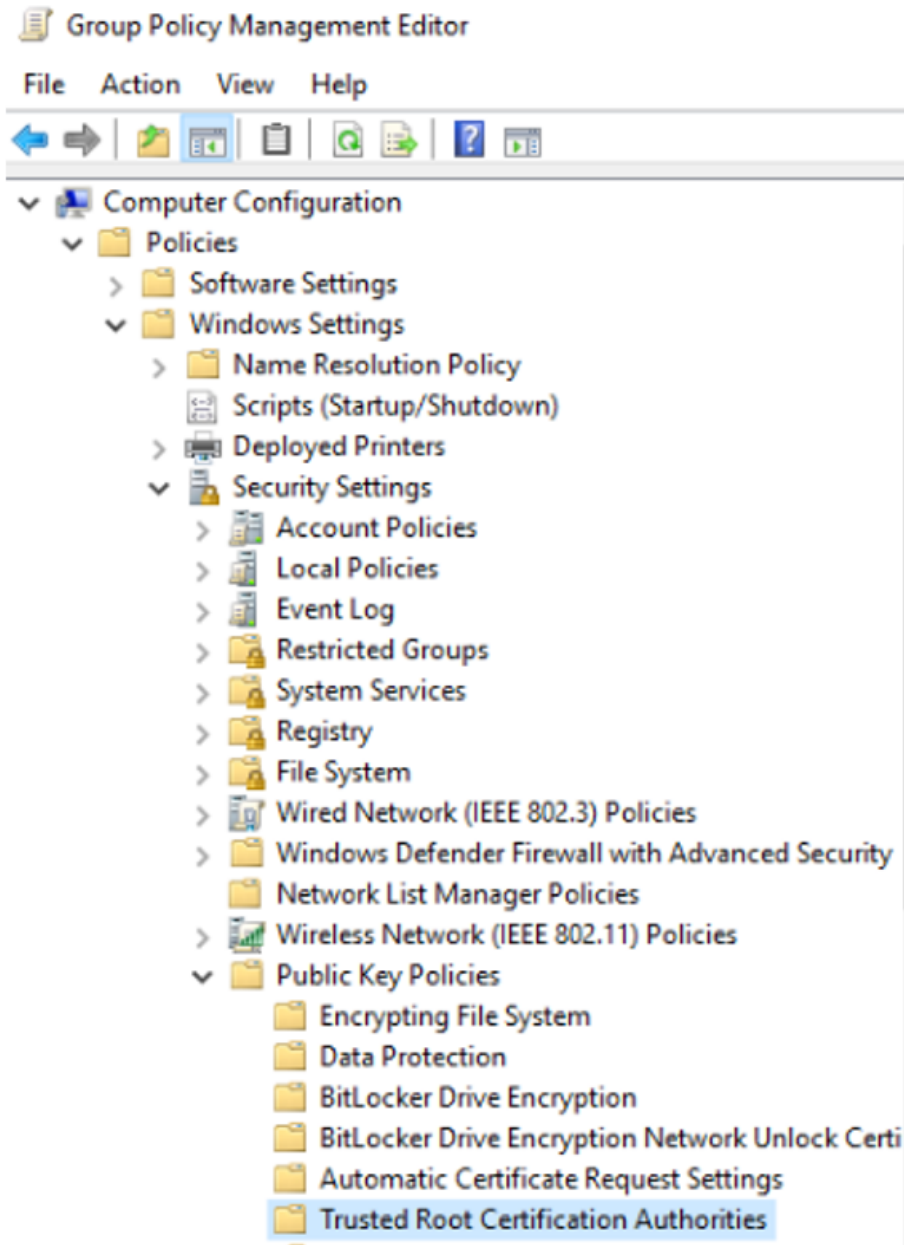 Group Policy Management Editor
File Action View Help
Computer Configuration
Policies
Software Settings
Windows Settings
Name Resolution Policy
Scripts (Startup/Shutdown)
Deployed Printers
Security Settings
Account Policies
Local Policies
Event Log
Restricted Groups
System Services
Registry
File System
Wired Network (IEEE 802.3) Policies
Windows Defender Firewall with Advanced Security
Network List Manager Policies
Wireless Network (IEEE 802.11) Policies
Public Key Policies
Encrypting File System
Data Protection
BitLocker Drive Encryption
BitLocker Drive Encryption Network Unlock Certi
Automatic Certificate Request Settings
Trusted Root Certification Authorities